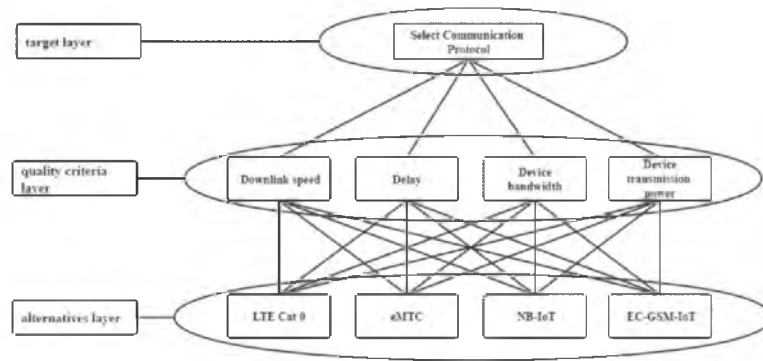 target layer
Select Communication
Protocol
quality criteria
layer
Downlink speed
Delay
Device
bandwidth
Device
transmission
power
alternatives layer
LTE Cat 0
eMTC
NB-IoT
EC-GSM-IoT